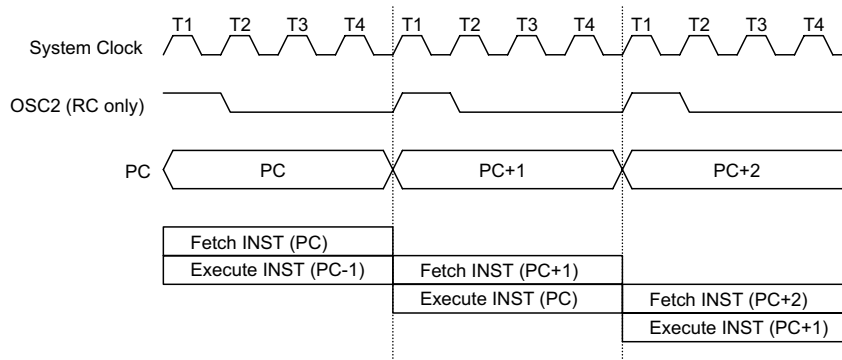 T1 T2 T3 T4 T1 T2 T3 T4 T1 T2 T3 T4
System Clock
OSC2 (RC only)
PC PC PC+1 PC+2
Fetch INST (PC)
Execute INST (PC-1) Fetch INST (PC+1)
Execute INST (PC) Fetch INST (PC+2)
Execute INST (PC+1)